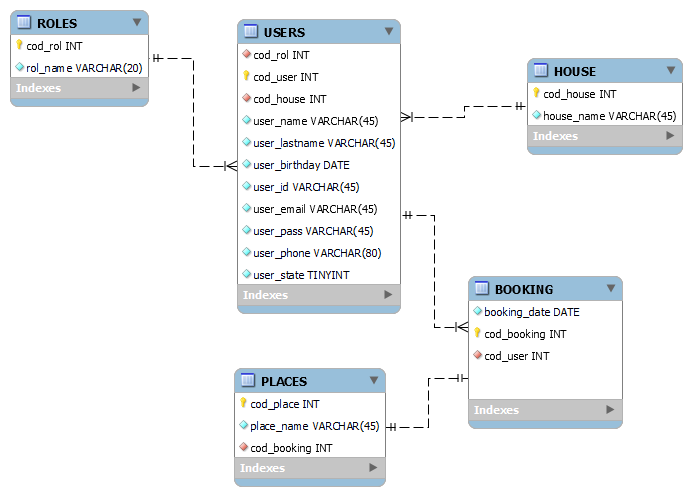 ROLES
cod_rol INT
rol_name VARCHAR(20)
Indexes
USERS
cod_rol INT
cod_user INT
cod_house INT
user_name VARCHAR(45)
user_lastname VARCHAR(45)
user_birthday DATE
user_id VARCHAR(45)
user_email VARCHAR(45)
user_pass VARCHAR(45)
user_phone VARCHAR(80)
user_state TINYINT
Indexes
HOUSE
cod_house INT
house_name VARCHAR(45)
Indexes
BOOKING
booking_date DATE
cod_booking INT
cod_user INT
Indexes
PLACES
cod_place INT
place_name VARCHAR(45)
cod_booking INT
Indexes